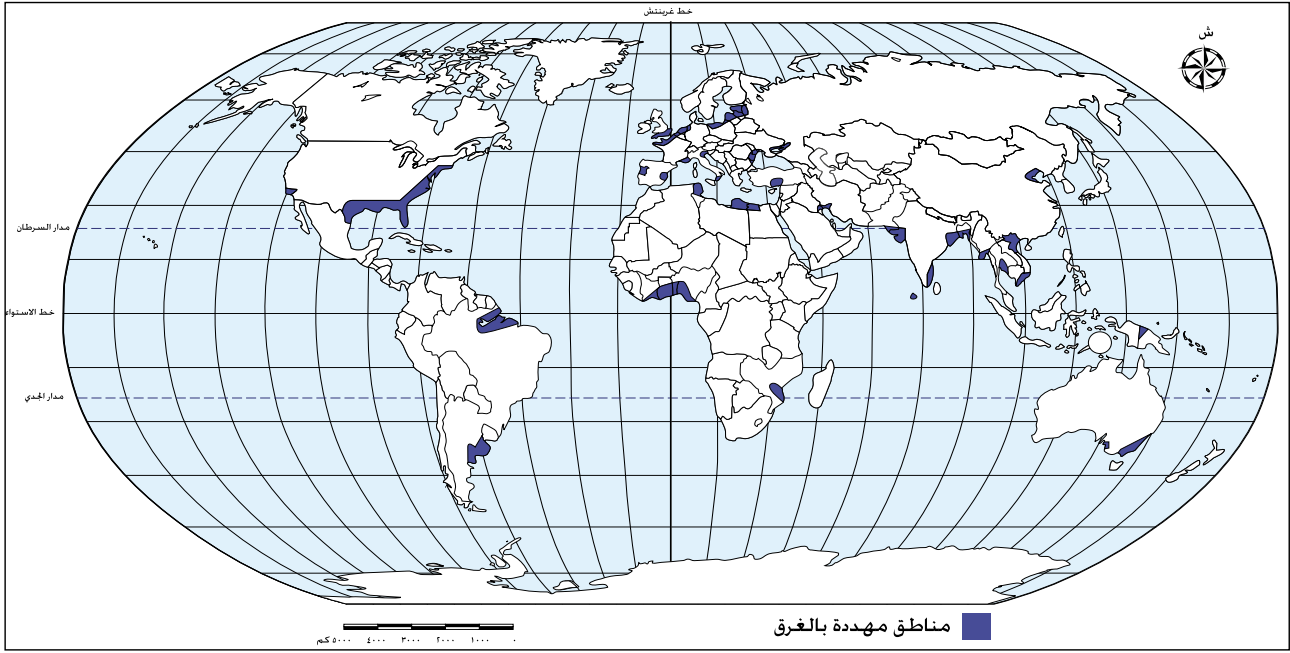 خط غرينتش
ش
مدار السرطان
خط الاستواء
مدار الجدي
مناطق مهددة بالغرق
٠ ١٠٠٠ ٢٠٠٠ ٣٠٠٠ ٤٠٠٠ ٥٠٠٠ كم